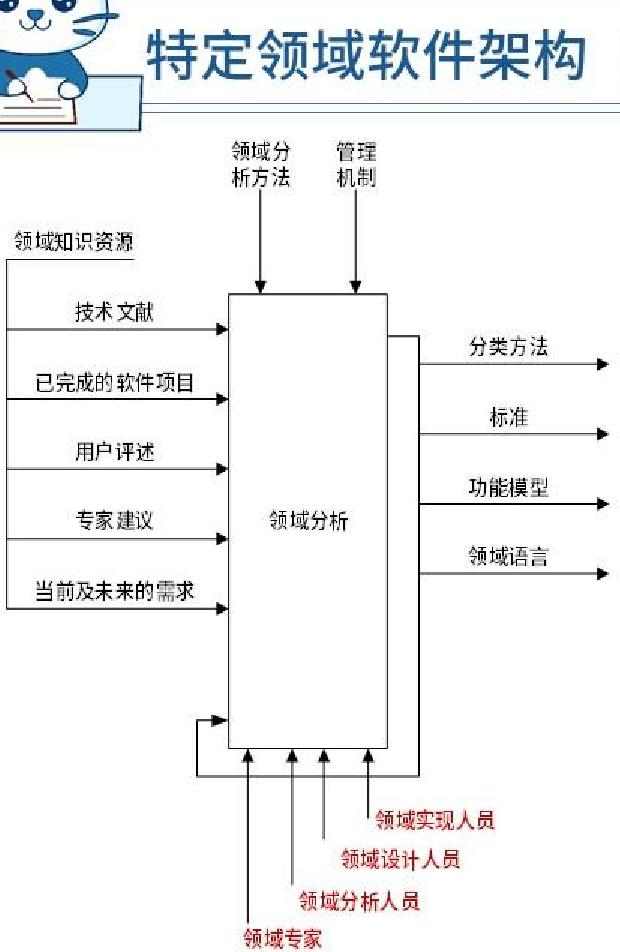 特定领域软件架构
领域分
析方法
管理
机制
领域知识资源
技术文献
已完成的软件项目
用户评述
专家建议
当前及未来的需求
领域分析
分类方法
标准
功能模型
领域语言
领域实现人员
领域设计人员
领域分析人员
领域专家